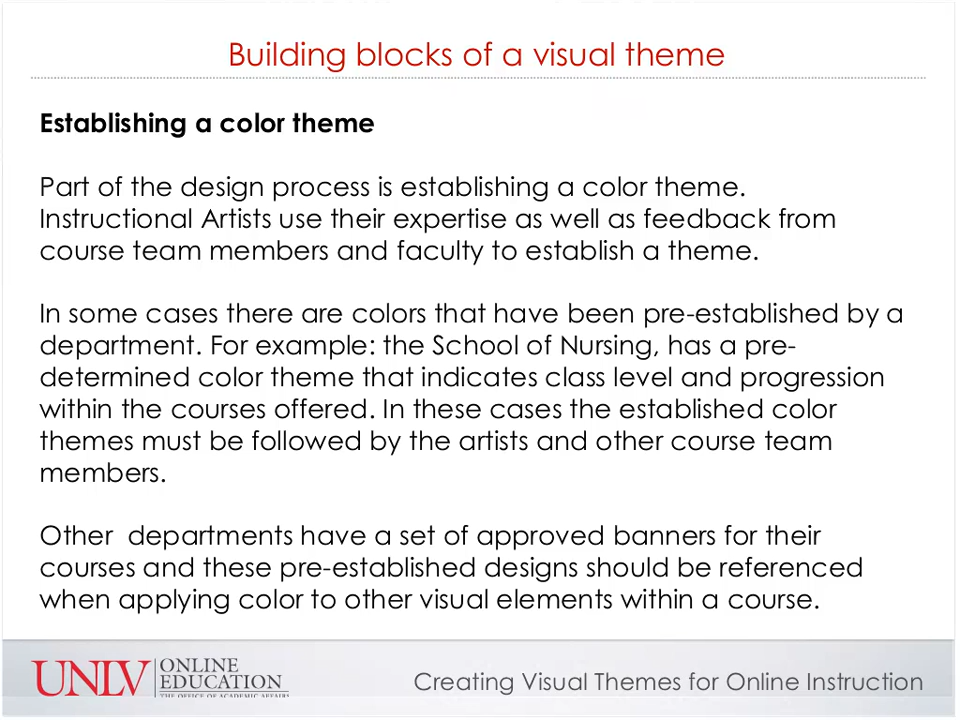 Building blocks of a visual theme
Establishing a color theme
Part of the design process is establishing a color theme.
Instructional Artists use their expertise as well as feedback from
course team members and faculty to establish a theme.
In some cases there are colors that have been pre-established by a
department. For example: the School of Nursing, has a pre-
determined color theme that indicates class level and progression
within the courses offered. In these cases the established color
themes must be followed by the artists and other course team
members.
Other  departments have a set of approved banners for their
courses and these pre-established designs should be referenced
when applying color to other visual elements within a course.
UNLV
ONLINE
EDUCATION
THE OFFICE OF ACADEMIC AFFAIRS
Creating Visual Themes for Online Instruction